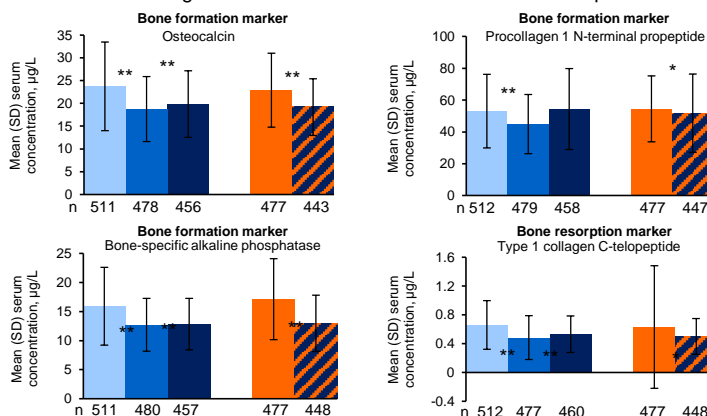 Bone formation marker
Osteocalcin
Mean (SD) serum
concentration, µg/L
35
30
25
20
15
10
5
0
** ** **
n 511 478 456 477 443
Bone formation marker
Procollagen 1 N-terminal propeptide
Mean (SD) serum
concentration, µg/L
100
80
60
40
20
0
** *
n 512 479 458 477 447
Bone formation marker
Bone-specific alkaline phosphatase
Mean (SD) serum
concentration, µg/L
25
20
15
10
5
0
** ** **
n 511 480 457 477 448
Bone resorption marker
Type 1 collagen C-telopeptide
Mean (SD) serum
concentration, µg/L
1.6
1.2
0.8
0.4
0
-0.4
** ** *
n 512 477 460 477 448